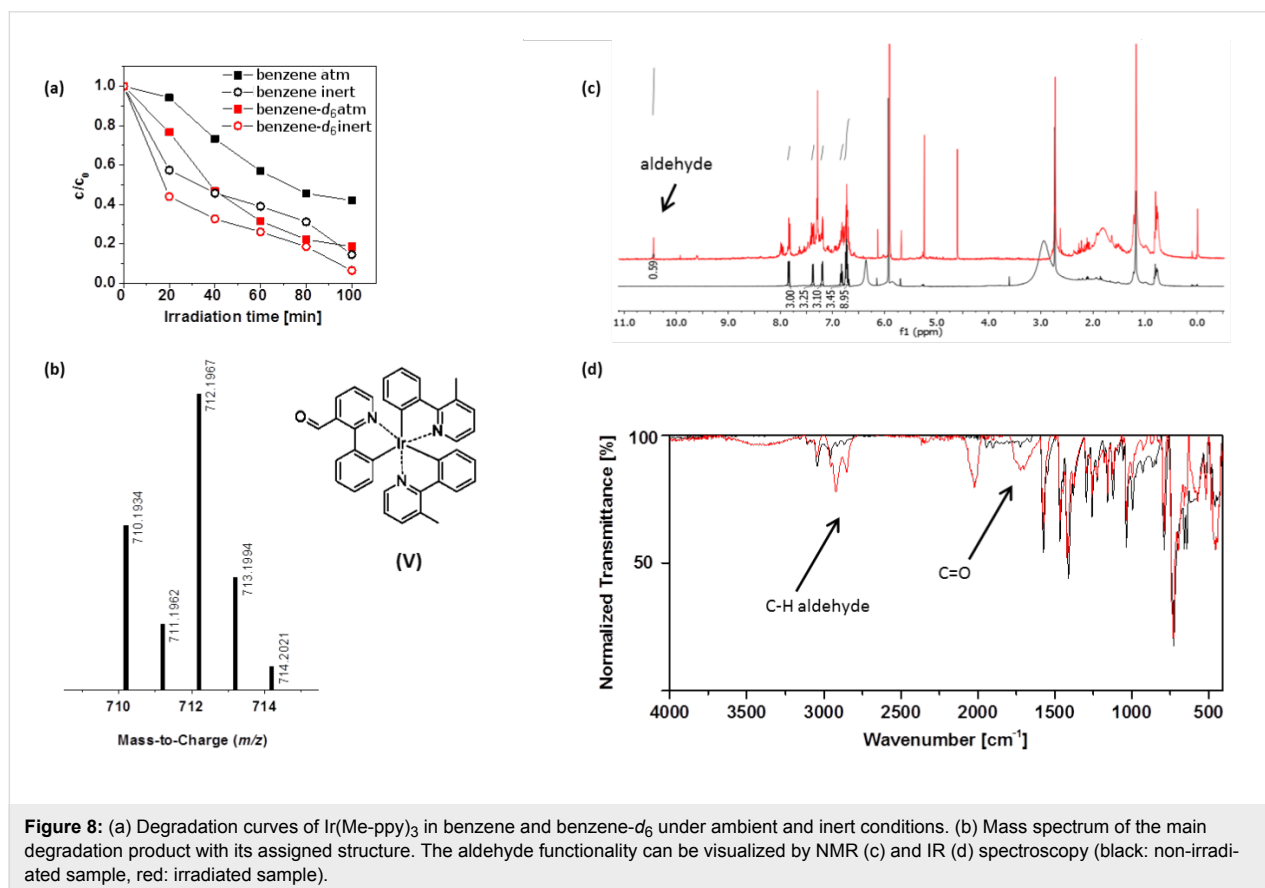 (a)
benzene atm
benzene inert
benzene-d6atm
benzene-d6inert
1.0
0.8
0.6
0.4
0.2
0.0
c/c0
0 20 40 60 80 100
Irradiation time [min]
(c)
aldehyde
0.59
3.00
3.25
3.10
3.45
8.95
11.0 10.0 9.0 8.0 7.0 6.0 5.0 4.0 3.0 2.0 1.0 0.0
f1 (ppm)
(b)
710.1934
711.1962
712.1967
713.1994
714.2021
710 712 714
Mass-to-Charge (m/z)
O
N
Ir
N
N
(V)
(d)
100
50
Normalized Transmittance [%]
C-H aldehyde
C=O
4000 3500 3000 2500 2000 1500 1000 500
Wavenumber [cm-1]
Figure 8: (a) Degradation curves of Ir(Me-ppy)3 in benzene and benzene-d6 under ambient and inert conditions. (b) Mass spectrum of the main
degradation product with its assigned structure. The aldehyde functionality can be visualized by NMR (c) and IR (d) spectroscopy (black: non-irradi-
ated sample, red: irradiated sample).